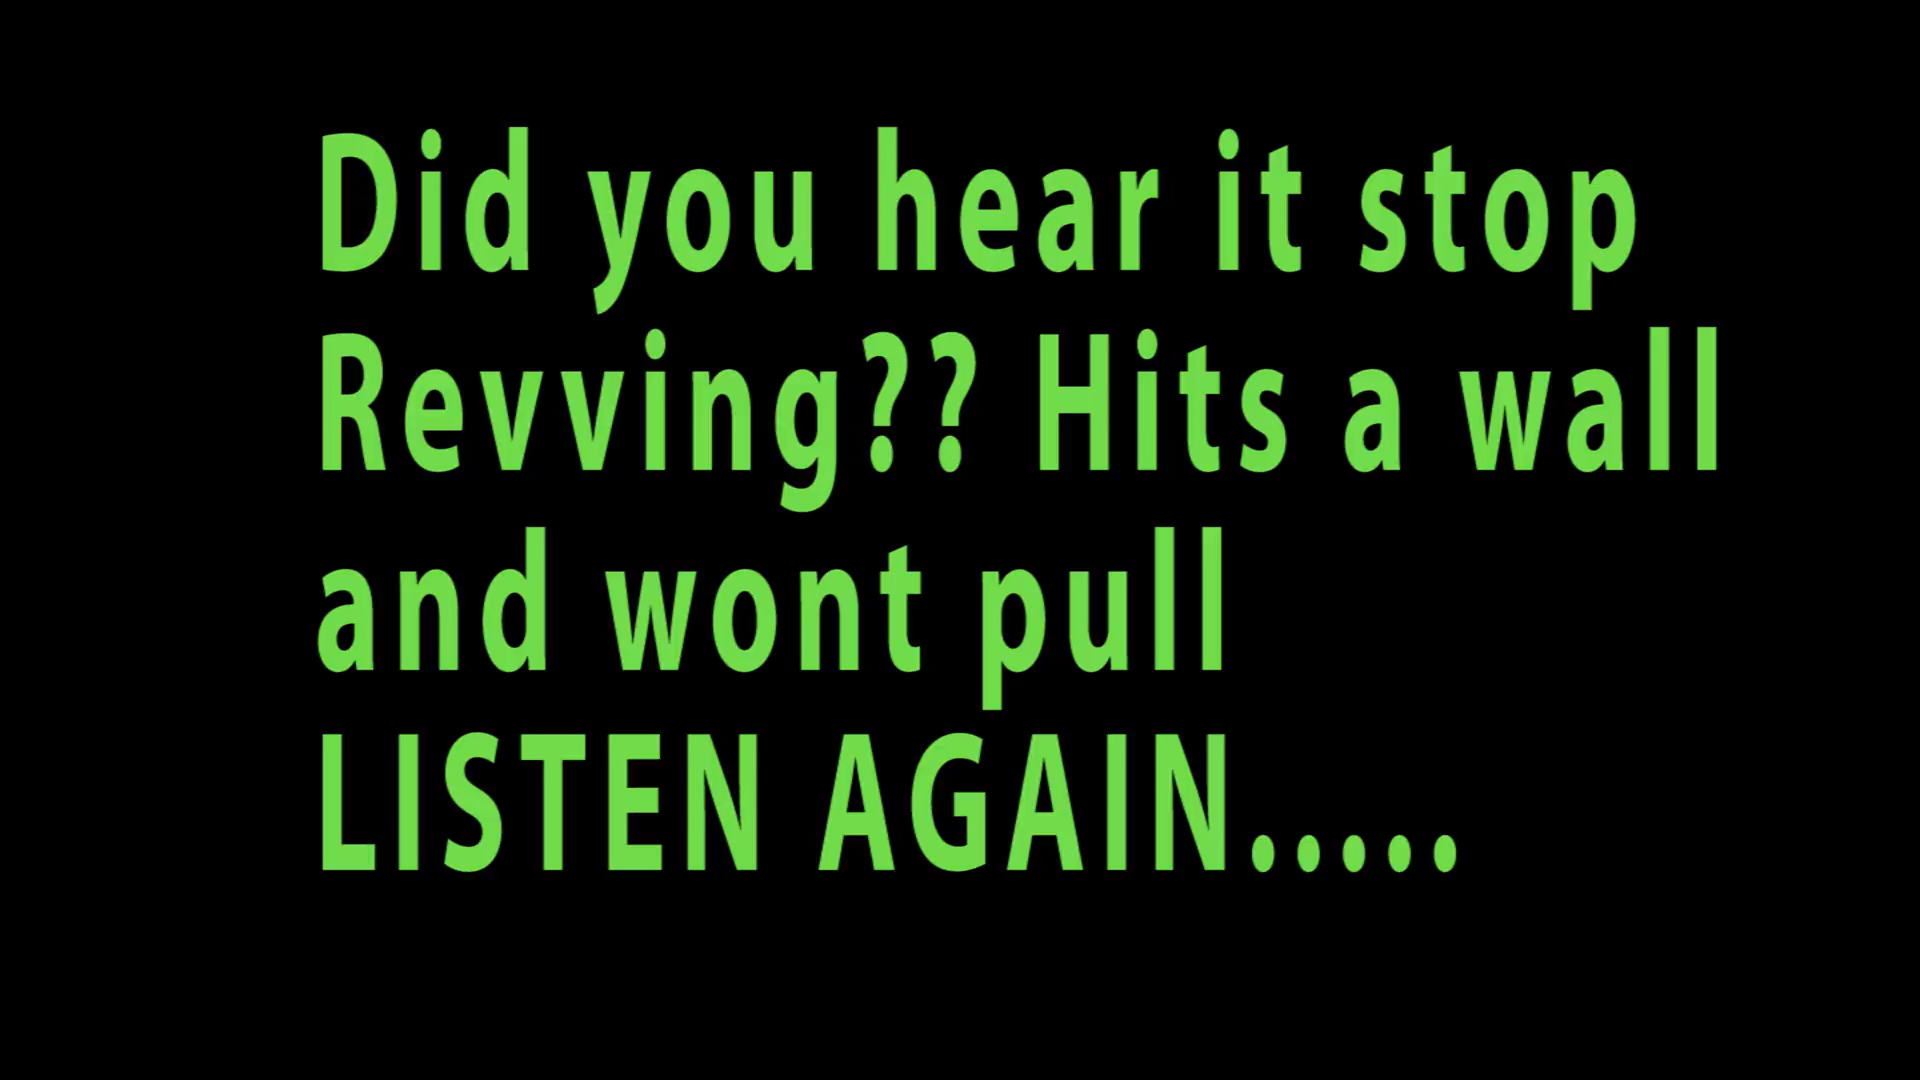 Did you hear it stop
Revving?? Hits a wall
and wont pull
LISTEN AGAIN.....